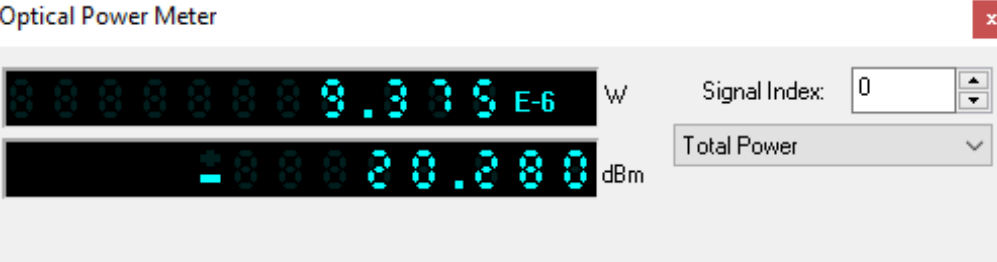 Optical Power Meter
x
9.375 E-6 W
Signal Index: 0
Total Power
- 20.280 dBm